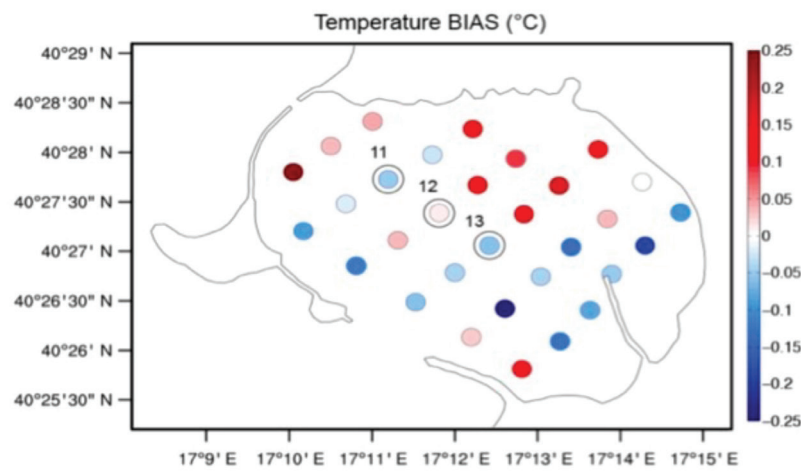 Temperature BIAS (°C)
40°29' N
40°28'30" N
40°28' N
40°27'30" N
40°27' N
40°26'30" N
40°26' N
40°25'30" N
11
12
13
0.25
0.2
0.15
0.1
0.05
0
-0.05
-0.1
-0.15
-0.2
-0.25
17°9' E 17°10' E 17°11' E 17°12' E 17°13' E 17°14' E 17°15' E